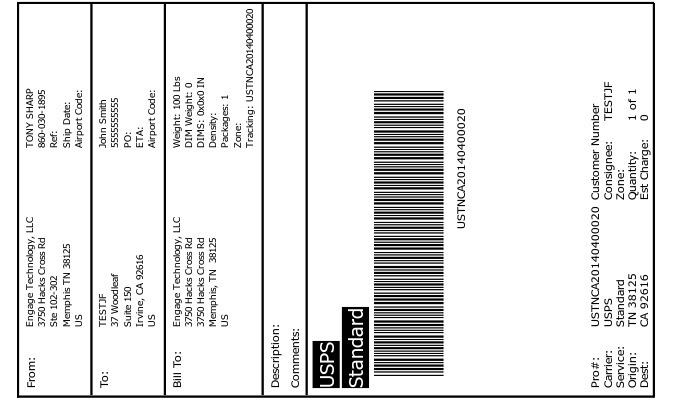 From:
Engage Technology, LLC
3750 Hacks Cross Rd
Ste 102-302
Memphis TN 38125
US
TONY SHARP
860-030-1895
Ref:
Ship Date:
Airport Code:
To:
TESTJF
37 Woodleaf
Suite 150
Irvine, CA 92616
US
John Smith
5555555555
PO:
ETA:
Airport Code:
Bill To:
Engage Technology, LLC
3750 Hacks Cross Rd
3750 Hacks Cross Rd
Memphis, TN 38125
US
Weight: 100 Lbs
DIM Weight: 0
DIMS: 0x0x0 IN
Density:
Packages: 1
Zone:
Tracking: USTNCA20140400020
Description:
Comments:
USPS
Standard
USTNCA20140400020
Pro#: USTNCA20140400020 Customer Number
Carrier: USPS Consignee: TESTJF
Service: Standard Zone:
Origin: TN 38125 Quantity: 1 of 1
Dest: CA 92616 Est Charge: 0